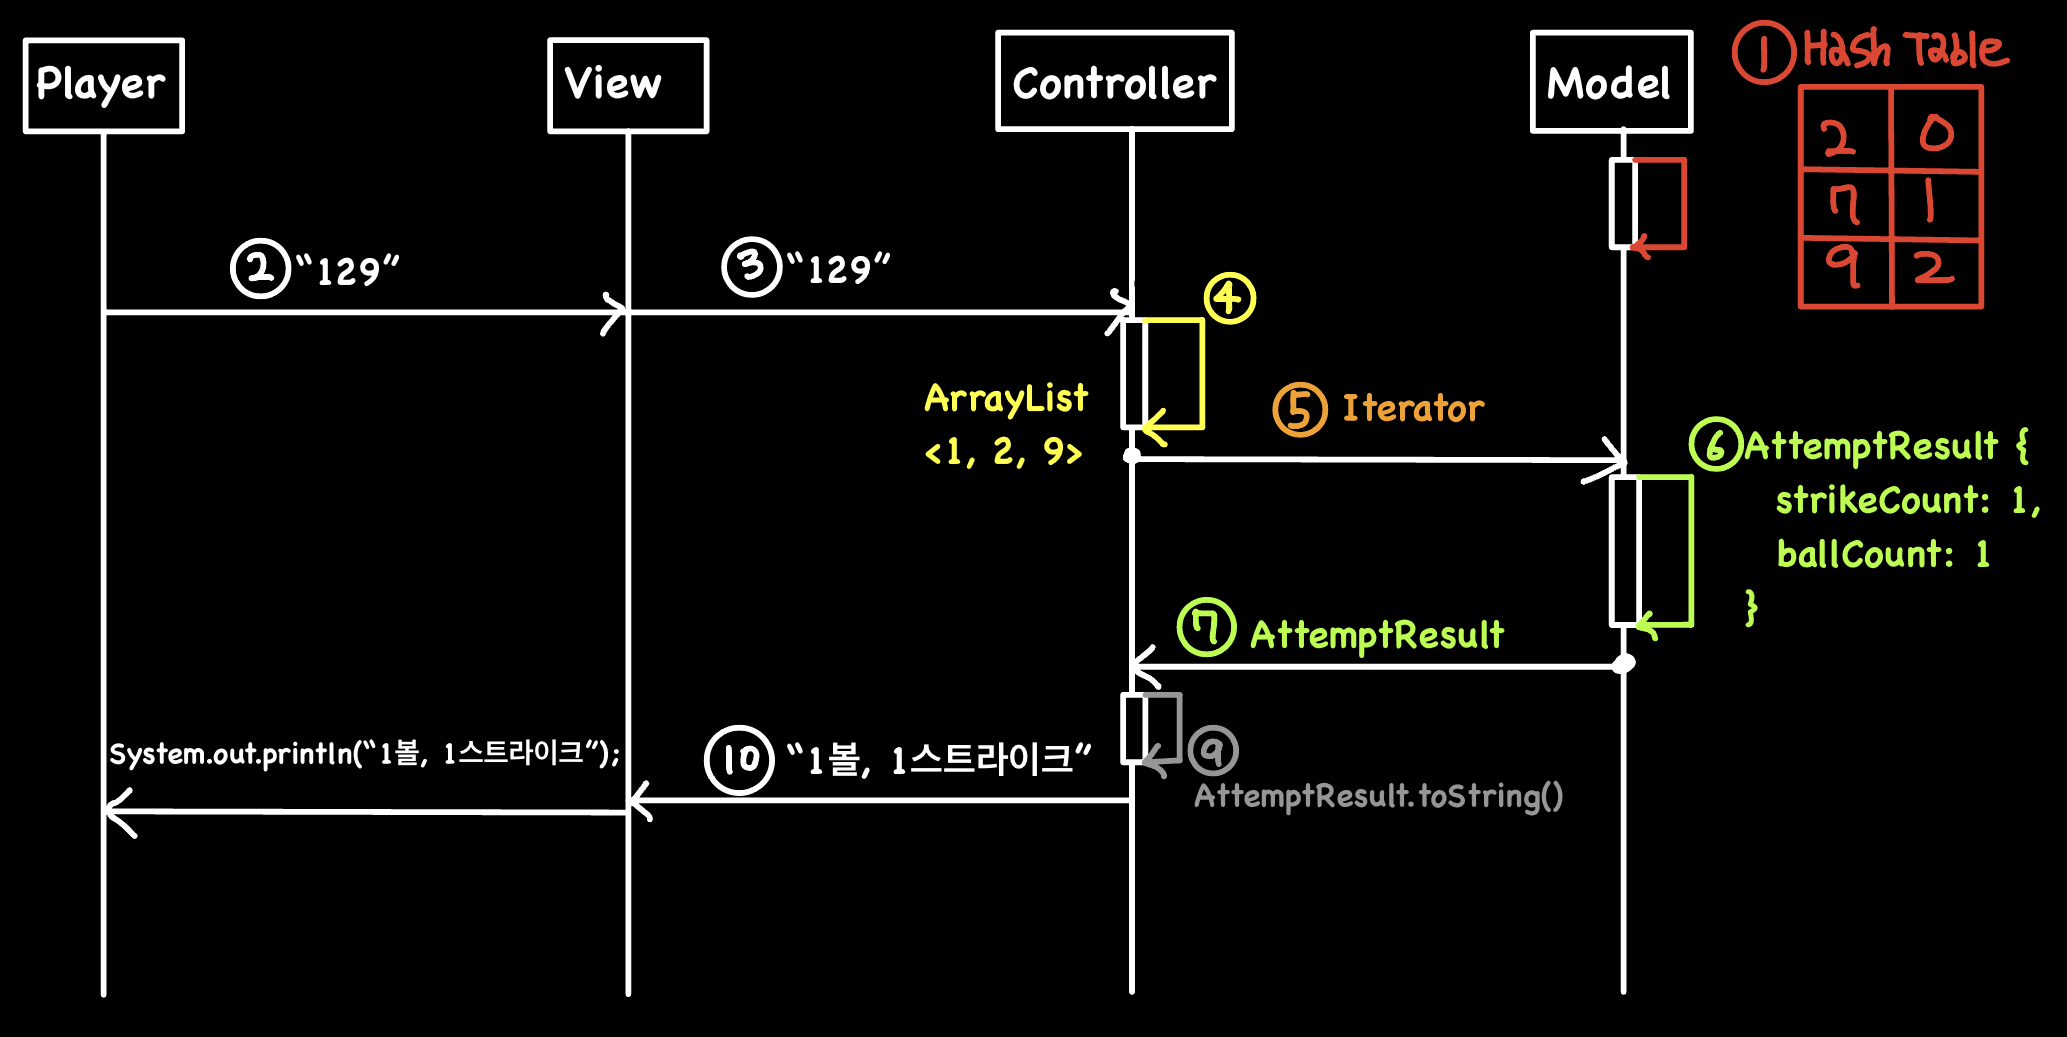 Player
View
Controller
Model
① Hash Table
2 0
7 1
9 2
② “129”
③ “129”
④
ArrayList
<1, 2, 9>
⑤ Iterator
⑥ AttemptResult {
strikeCount: 1,
ballCount: 1
}
⑦ AttemptResult
⑨
AttemptResult.toString()
⑩ “1볼, 1스트라이크”
System.out.println(“1볼, 1스트라이크”);